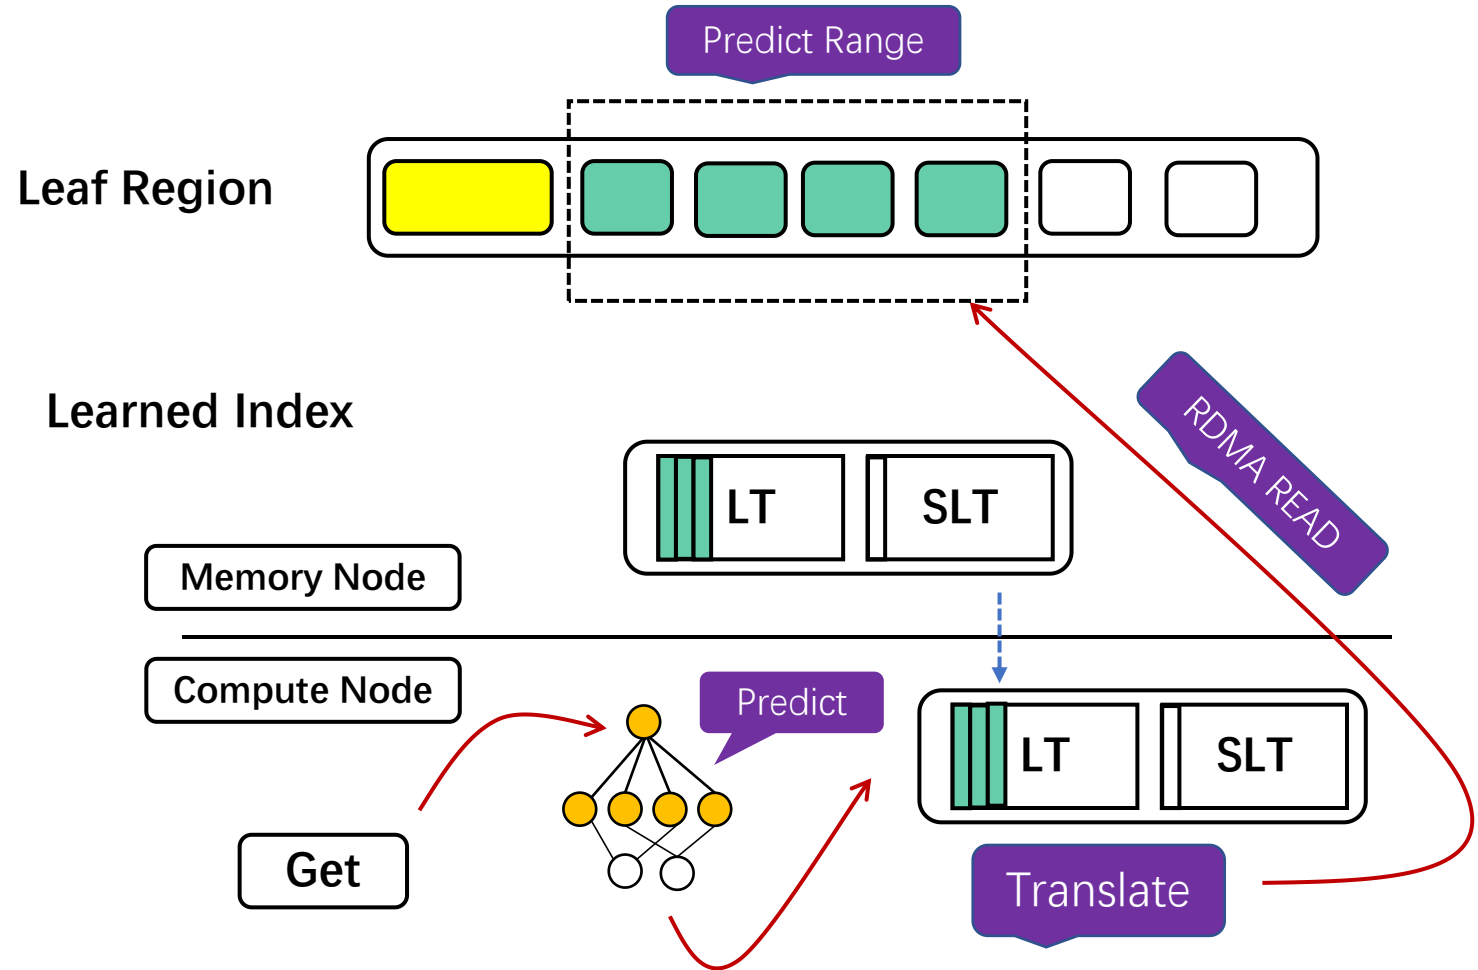 Predict Range
Leaf Region
Learned Index
RDMA READ
LT
SLT
Memory Node
Compute Node
Predict
LT
SLT
Get
Translate